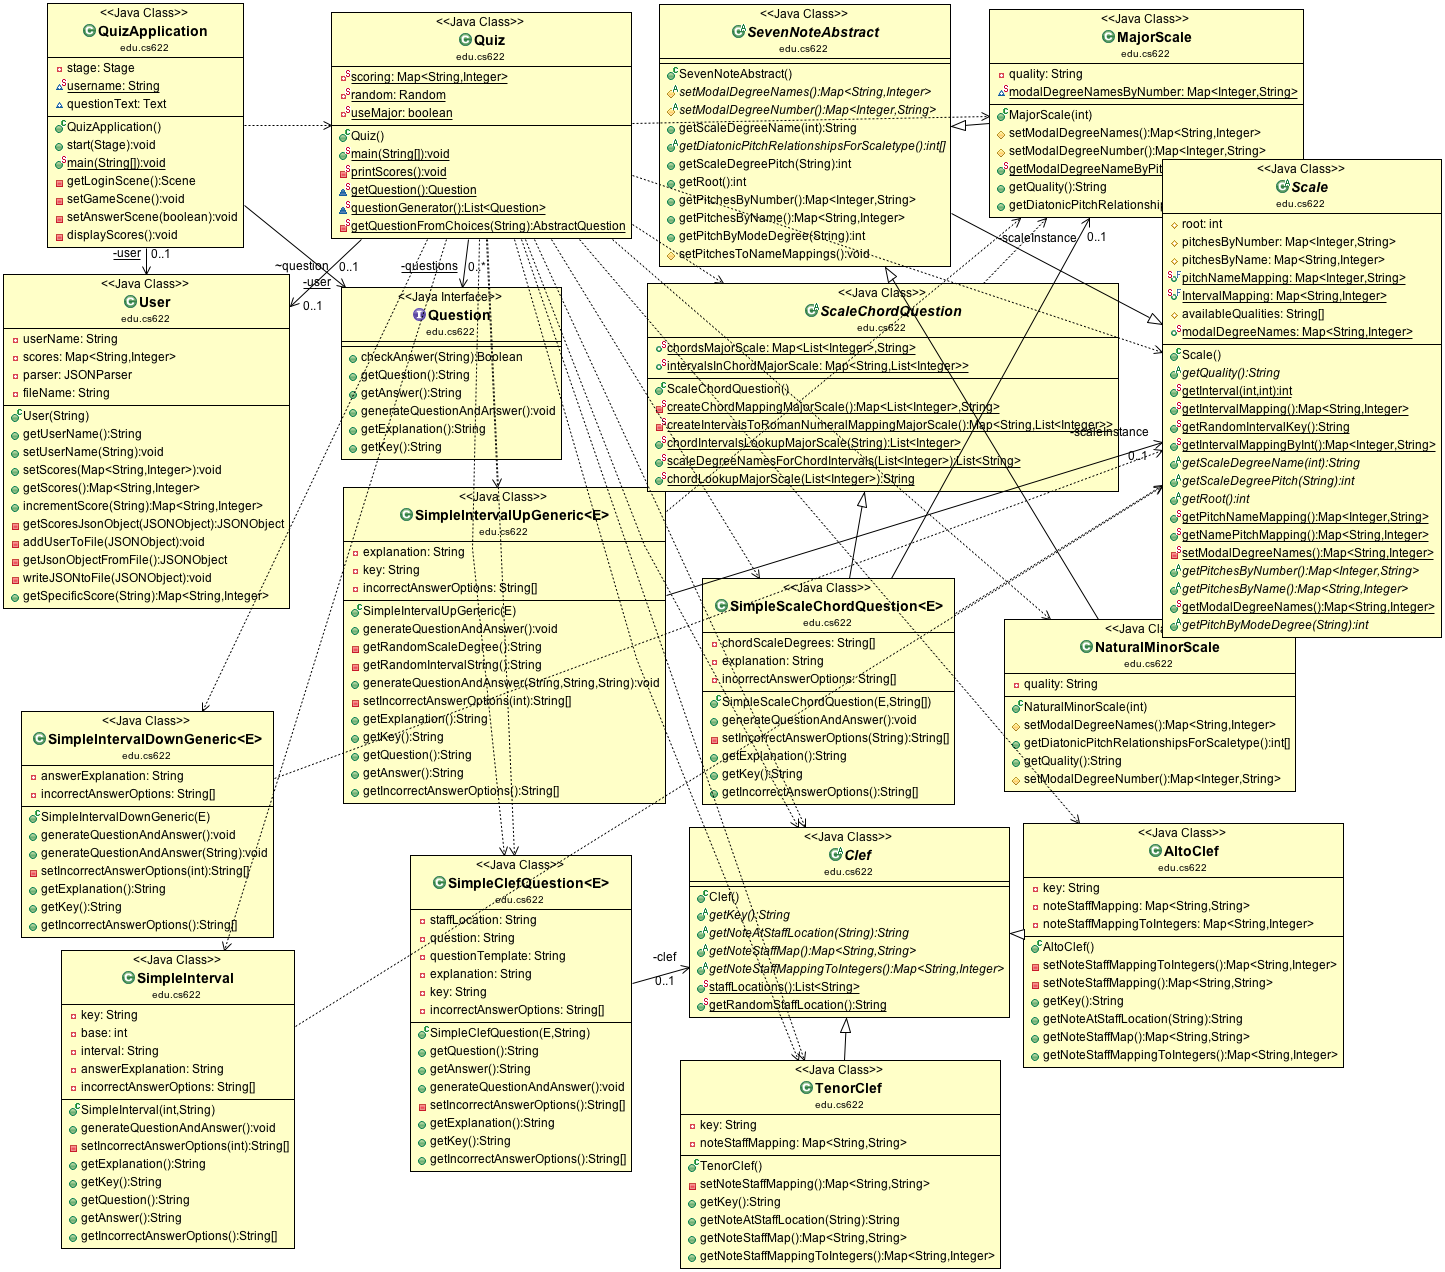 <<Java Class>>
QuizApplication
edu.cs622
stage: Stage
username: String
questionText: Text
QuizApplication()
start(Stage):void
main(String[]):void
getLoginScene():Scene
setGameScene():void
setAnswerScene(boolean):void
displayScores():void
<<Java Class>>
Quiz
edu.cs622
scoring: Map<String,Integer>
random: Random
useMajor: boolean
Quiz()
main(String[]):void
printScores():void
getQuestion():Question
questionGenerator():List<Question>
getQuestionFromChoices(String):AbstractQuestion
<<Java Class>>
SevenNoteAbstract
edu.cs622
SevenNoteAbstract()
setModalDegreeNames():Map<String,Integer>
setModalDegreeNumber():Map<Integer,String>
getScaleDegreeName(int):String
getDiatonicPitchRelationshipsForScaletype():int[]
getScaleDegreePitch(String):int
getRoot():int
getPitchesByNumber():Map<Integer,String>
getPitchesByName():Map<String,Integer>
getPitchByModeDegree(String):int
setPitchesToNameMappings():void
<<Java Class>>
MajorScale
edu.cs622
quality: String
modalDegreeNamesByNumber: Map<Integer,String>
MajorScale(int)
setModalDegreeNames():Map<String,Integer>
setModalDegreeNumber():Map<Integer,String>
getModalDegreeNameByPit
getQuality():String
getDiatonicPitchRelationship
<<Java Class>>
Scale
edu.cs622
root: int
pitchesByNumber: Map<Integer,String>
pitchesByName: Map<String,Integer>
pitchNameMapping: Map<Integer,String>
IntervalMapping: Map<String,Integer>
availableQualities: String[]
modalDegreeNames: Map<String,Integer>
Scale()
getQuality():String
getInterval(int,int):int
getIntervalMapping():Map<String,Integer>
getRandomIntervalKey():String
getIntervalMappingByInt():Map<Integer,String>
getScaleDegreeName(int):String
getScaleDegreePitch(String):int
getRoot():int
getPitchNameMapping():Map<Integer,String>
getNamePitchMapping():Map<String,Integer>
setModalDegreeNames():Map<String,Integer>
getPitchesByNumber():Map<Integer,String>
getPitchesByName():Map<String,Integer>
getModalDegreeNames():Map<String,Integer>
getPitchByModeDegree(String):int
-user
0..1
~question
0..1
-user
0..1
-questions
0..*
-scaleInstance
0..1
-scaleInstance
0..1
<<Java Class>>
User
edu.cs622
userName: String
scores: Map<String,Integer>
parser: JSONParser
fileName: String
User(String)
getUserName():String
setUserName(String):void
setScores(Map<String,Integer>):void
getScores():Map<String,Integer>
incrementScore(String):Map<String,Integer>
getScoresJsonObject(JSONObject):JSONObject
addUserToFile(JSONObject):void
getJsonObjectFromFile():JSONObject
writeJSONtoFile(JSONObject):void
getSpecificScore(String):Map<String,Integer>
<<Java Interface>>
Question
edu.cs622
checkAnswer(String):Boolean
getQuestion():String
getAnswer():String
generateQuestionAndAnswer():void
getExplanation():String
getKey():String
<<Java Class>>
ScaleChordQuestion
edu.cs622
chordsMajorScale: Map<List<Integer>,String>
intervalsInChordMajorScale: Map<String,List<Integer>>
ScaleChordQuestion()
createChordMappingMajorScale():Map<List<Integer>,String>
createIntervalsToRomanNumeralMappingMajorScale():Map<String,List<Integer>>
chordIntervalsLookupMajorScale(String):List<Integer>
scaleDegreeNamesForChordIntervals(List<Integer>):List<String>
chordLookupMajorScale(List<Integer>):String
<<Java Class>>
SimpleIntervalUpGeneric<E>
edu.cs622
explanation: String
key: String
incorrectAnswerOptions: String[]
SimpleIntervalUpGeneric(E)
generateQuestionAndAnswer():void
getRandomScaleDegree():String
getRandomIntervalString():String
generateQuestionAndAnswer(String,String,String):void
setIncorrectAnswerOptions(int):String[]
getExplanation():String
getKey():String
getQuestion():String
getAnswer():String
getIncorrectAnswerOptions():String[]
<<Java Class>>
SimpleScaleChordQuestion<E>
edu.cs622
chordScaleDegrees: String[]
explanation: String
incorrectAnswerOptions: String[]
SimpleScaleChordQuestion(E,String[])
generateQuestionAndAnswer():void
setIncorrectAnswerOptions(String):String[]
getExplanation():String
getKey():String
getIncorrectAnswerOptions():String[]
<<Java Cla
NaturalMinorScale
edu.cs622
quality: String
NaturalMinorScale(int)
setModalDegreeNames():Map<String,Integer>
getDiatonicPitchRelationshipsForScaletype():int[]
getQuality():String
setModalDegreeNumber():Map<Integer,String>
<<Java Class>>
SimpleIntervalDownGeneric<E>
edu.cs622
answerExplanation: String
incorrectAnswerOptions: String[]
SimpleIntervalDownGeneric(E)
generateQuestionAndAnswer():void
generateQuestionAndAnswer(String):void
setIncorrectAnswerOptions(int):String[]
getExplanation():String
getKey():String
getIncorrectAnswerOptions():String[]
<<Java Class>>
SimpleClefQuestion<E>
edu.cs622
staffLocation: String
question: String
questionTemplate: String
explanation: String
key: String
incorrectAnswerOptions: String[]
SimpleClefQuestion(E,String)
getQuestion():String
getAnswer():String
generateQuestionAndAnswer():void
setIncorrectAnswerOptions():String[]
getExplanation():String
getKey():String
getIncorrectAnswerOptions():String[]
-clef
0..1
<<Java Class>>
Clef
edu.cs622
Clef()
getKey():String
getNoteAtStaffLocation(String):String
getNoteStaffMap():Map<String,String>
getNoteStaffMappingToIntegers():Map<String,Integer>
staffLocations():List<String>
getRandomStaffLocation():String
<<Java Class>>
AltoClef
edu.cs622
key: String
noteStaffMapping: Map<String,String>
noteStaffMappingToIntegers: Map<String,Integer>
AltoClef()
setNoteStaffMappingToIntegers():Map<String,Integer>
setNoteStaffMapping():Map<String,String>
getKey():String
getNoteAtStaffLocation(String):String
getNoteStaffMap():Map<String,String>
getNoteStaffMappingToIntegers():Map<String,Integer>
<<Java Class>>
SimpleInterval
edu.cs622
key: String
base: int
interval: String
answerExplanation: String
incorrectAnswerOptions: String[]
SimpleInterval(int,String)
generateQuestionAndAnswer():void
setIncorrectAnswerOptions(int):String[]
getExplanation():String
getKey():String
getQuestion():String
getAnswer():String
getIncorrectAnswerOptions():String[]
<<Java Class>>
TenorClef
edu.cs622
key: String
noteStaffMapping: Map<String,String>
TenorClef()
setNoteStaffMapping():Map<String,String>
getKey():String
getNoteAtStaffLocation(String):String
getNoteStaffMap():Map<String,String>
getNoteStaffMappingToIntegers():Map<String,Integer>